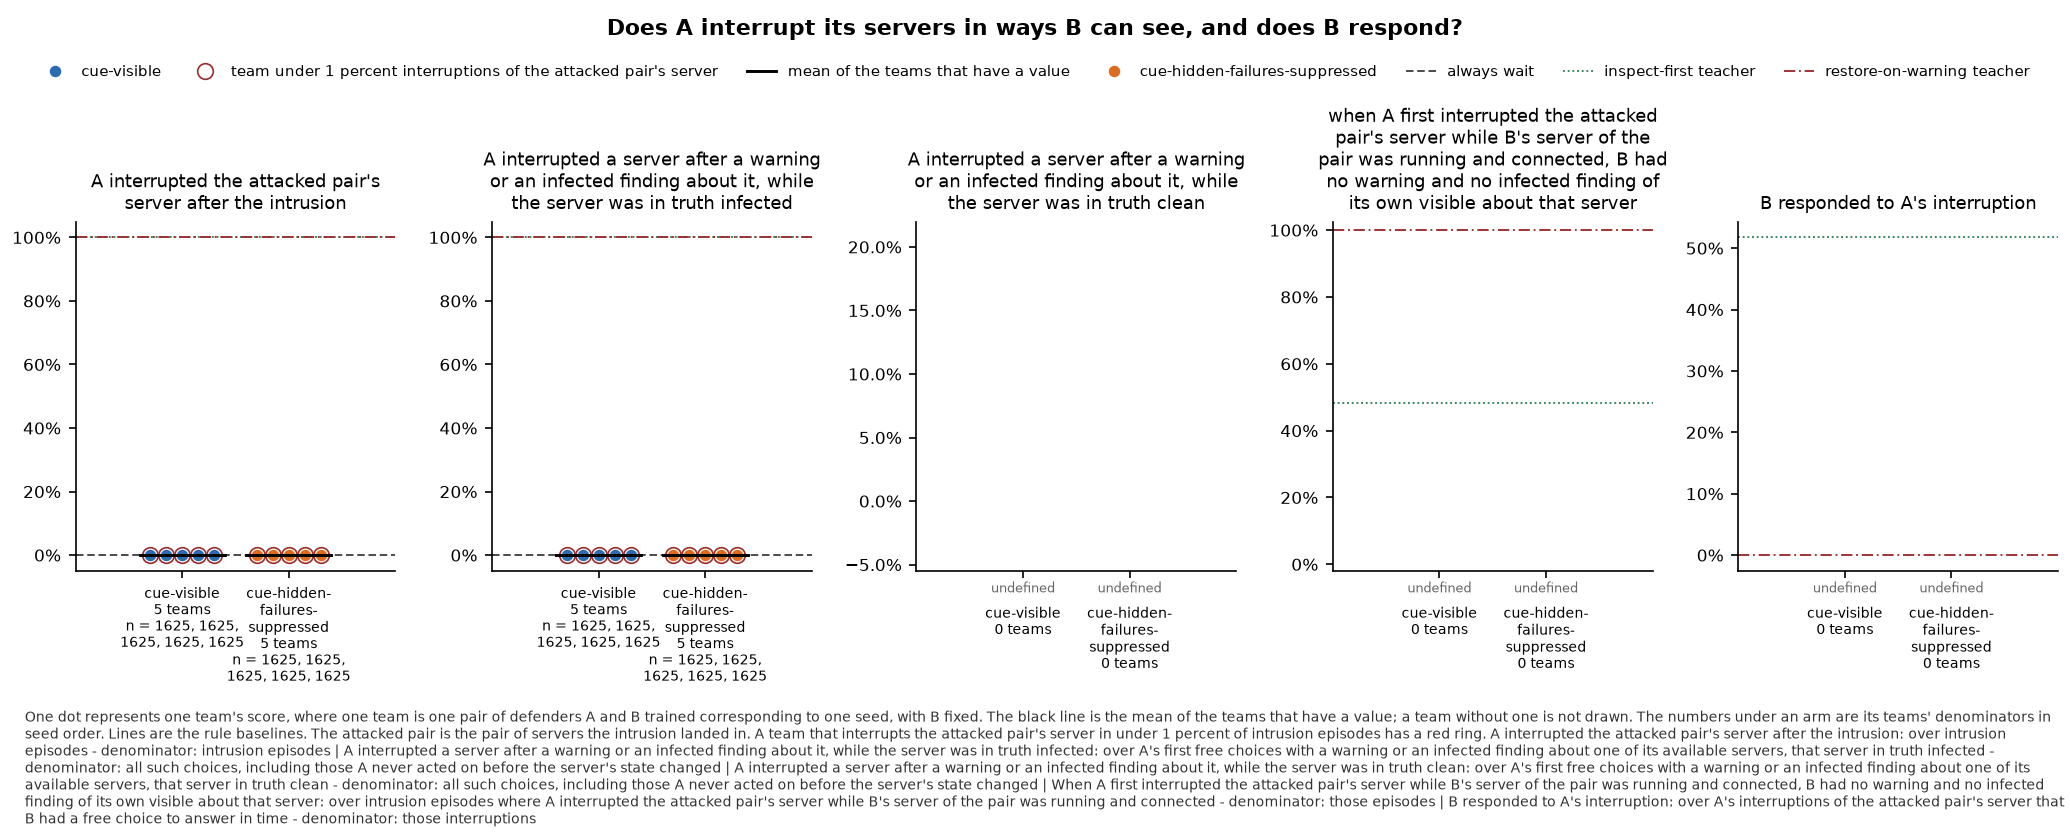 Does A interrupt its servers in ways B can see, and does B respond?
cue-visible
team under 1 percent interruptions of the attacked pair's server
mean of the teams that have a value
cue-hidden-failures-suppressed
always wait
inspect-first teacher
restore-on-warning teacher
A interrupted the attacked pair's
server after the intrusion
100%
80%
60%
40%
20%
0%
cue-visible
5 teams
n = 1625, 1625,
1625, 1625, 1625
cue-hidden-
failures-
suppressed
5 teams
n = 1625, 1625,
1625, 1625, 1625
A interrupted a server after a warning
or an infected finding about it, while
the server was in truth infected
100%
80%
60%
40%
20%
0%
cue-visible
5 teams
n = 1625, 1625,
1625, 1625, 1625
cue-hidden-
failures-
suppressed
5 teams
n = 1625, 1625,
1625, 1625, 1625
A interrupted a server after a warning
or an infected finding about it, while
the server was in truth clean
20.0%
15.0%
10.0%
5.0%
0.0%
−5.0%
undefined
cue-visible
0 teams
undefined
cue-hidden-
failures-
suppressed
0 teams
when A first interrupted the attacked
pair's server while B's server of the
pair was running and connected, B had
no warning and no infected finding of
its own visible about that server
100%
80%
60%
40%
20%
0%
undefined
cue-visible
0 teams
undefined
cue-hidden-
failures-
suppressed
0 teams
B responded to A's interruption
50%
40%
30%
20%
10%
0%
undefined
cue-visible
0 teams
undefined
cue-hidden-
failures-
suppressed
0 teams
One dot represents one team's score, where one team is one pair of defenders A and B trained corresponding to one seed, with B fixed. The black line is the mean of the teams that have a value; a team without one is not drawn. The numbers under an arm are its teams' denominators in
seed order. Lines are the rule baselines. The attacked pair is the pair of servers the intrusion landed in. A team that interrupts the attacked pair's server in under 1 percent of intrusion episodes has a red ring. A interrupted the attacked pair's server after the intrusion: over intrusion
episodes - denominator: intrusion episodes | A interrupted a server after a warning or an infected finding about it, while the server was in truth infected: over A's first free choices with a warning or an infected finding about one of its available servers, that server in truth infected -
denominator: all such choices, including those A never acted on before the server's state changed | A interrupted a server after a warning or an infected finding about it, while the server was in truth clean: over A's first free choices with a warning or an infected finding about one of its
available servers, that server in truth clean - denominator: all such choices, including those A never acted on before the server's state changed | When A first interrupted the attacked pair's server while B's server of the pair was running and connected, B had no warning and no infected
finding of its own visible about that server: over intrusion episodes where A interrupted the attacked pair's server while B's server of the pair was running and connected - denominator: those episodes | B responded to A's interruption: over A's interruptions of the attacked pair's server that
B had a free choice to answer in time - denominator: those interruptions